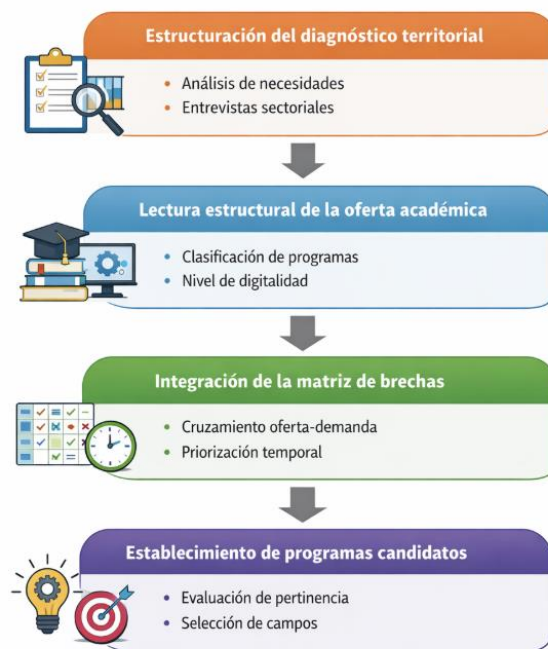 Estructuración del diagnóstico territorial
• Análisis de necesidades
• Entrevistas sectoriales
Lectura estructural de la oferta académica
• Clasificación de programas
• Nivel de digitalidad
Integración de la matriz de brechas
• Cruzamiento oferta-demanda
• Priorización temporal
Establecimiento de programas candidatos
• Evaluación de pertinencia
• Selección de campos